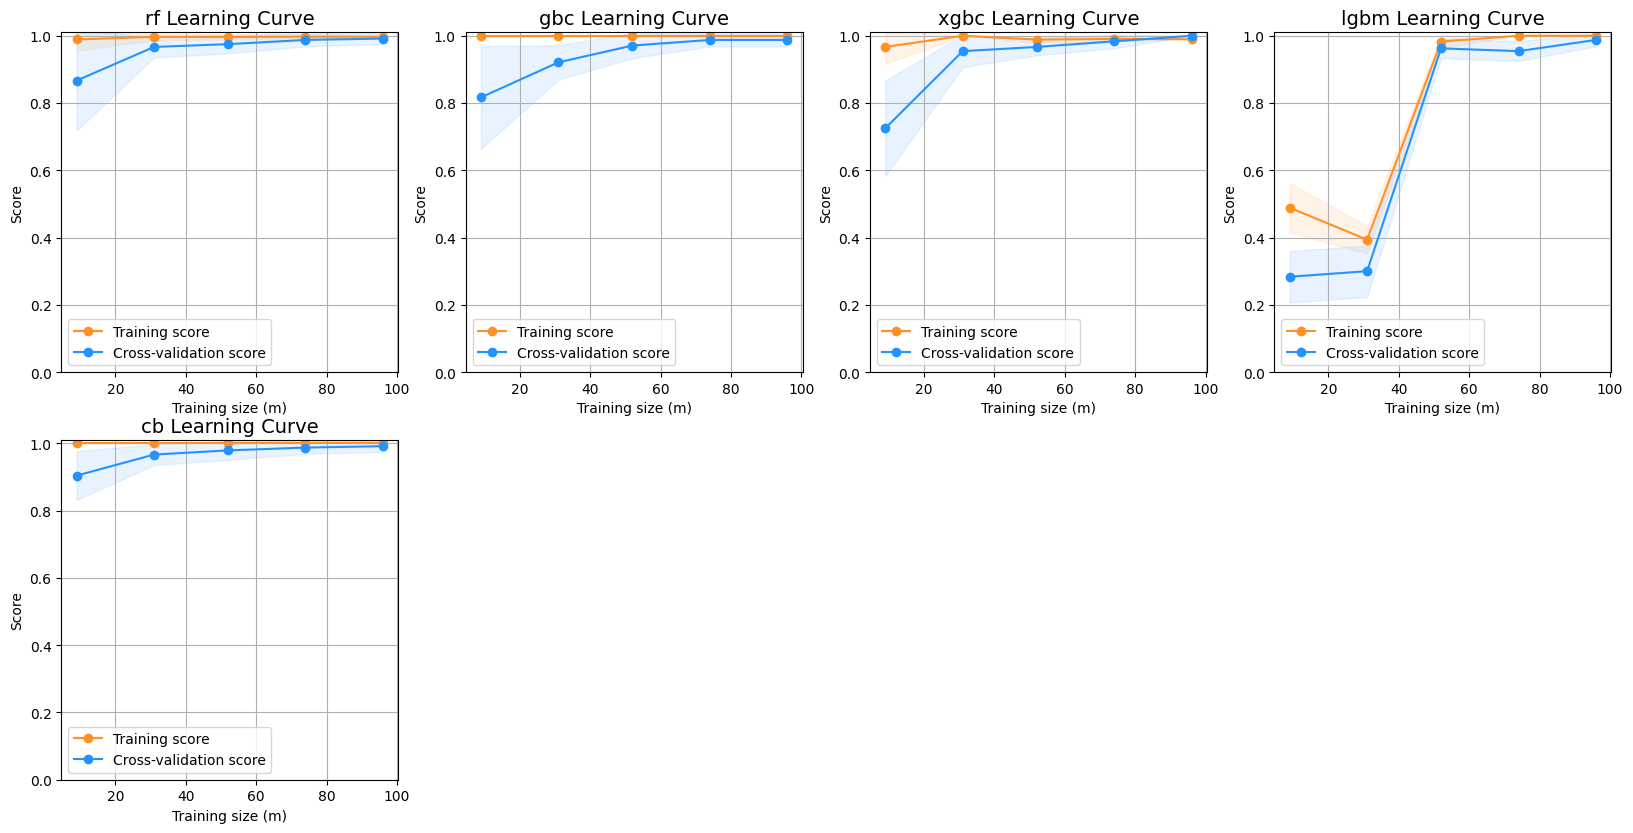 rf Learning Curve
1.0
0.8
0.6
0.4
0.2
0.0
Score
Training score
Cross-validation score
20 40 60 80 100
Training size (m)
gbc Learning Curve
1.0
0.8
0.6
0.4
0.2
0.0
Score
Training score
Cross-validation score
20 40 60 80 100
Training size (m)
xgbc Learning Curve
1.0
0.8
0.6
0.4
0.2
0.0
Score
Training score
Cross-validation score
20 40 60 80 100
Training size (m)
lgbm Learning Curve
1.0
0.8
0.6
0.4
0.2
0.0
Score
Training score
Cross-validation score
20 40 60 80 100
Training size (m)
cb Learning Curve
1.0
0.8
0.6
0.4
0.2
0.0
Score
Training score
Cross-validation score
20 40 60 80 100
Training size (m)